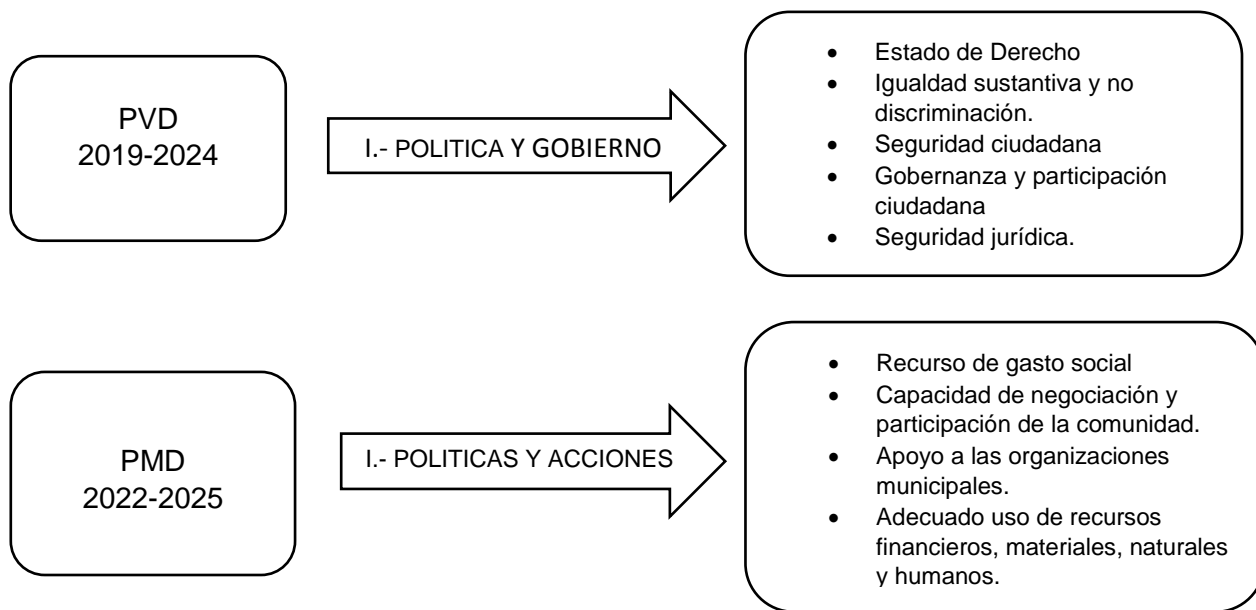 PVD
2019-2024
I.- POLITICA Y GOBIERNO
• Estado de Derecho
• Igualdad sustantiva y no
discriminación.
• Seguridad ciudadana
• Gobernanza y participación
ciudadana
• Seguridad jurídica.
PMD
2022-2025
I.- POLITICAS Y ACCIONES
• Recurso de gasto social
• Capacidad de negociación y
participación de la comunidad.
• Apoyo a las organizaciones
municipales.
• Adecuado uso de recursos
financieros, materiales, naturales
y humanos.